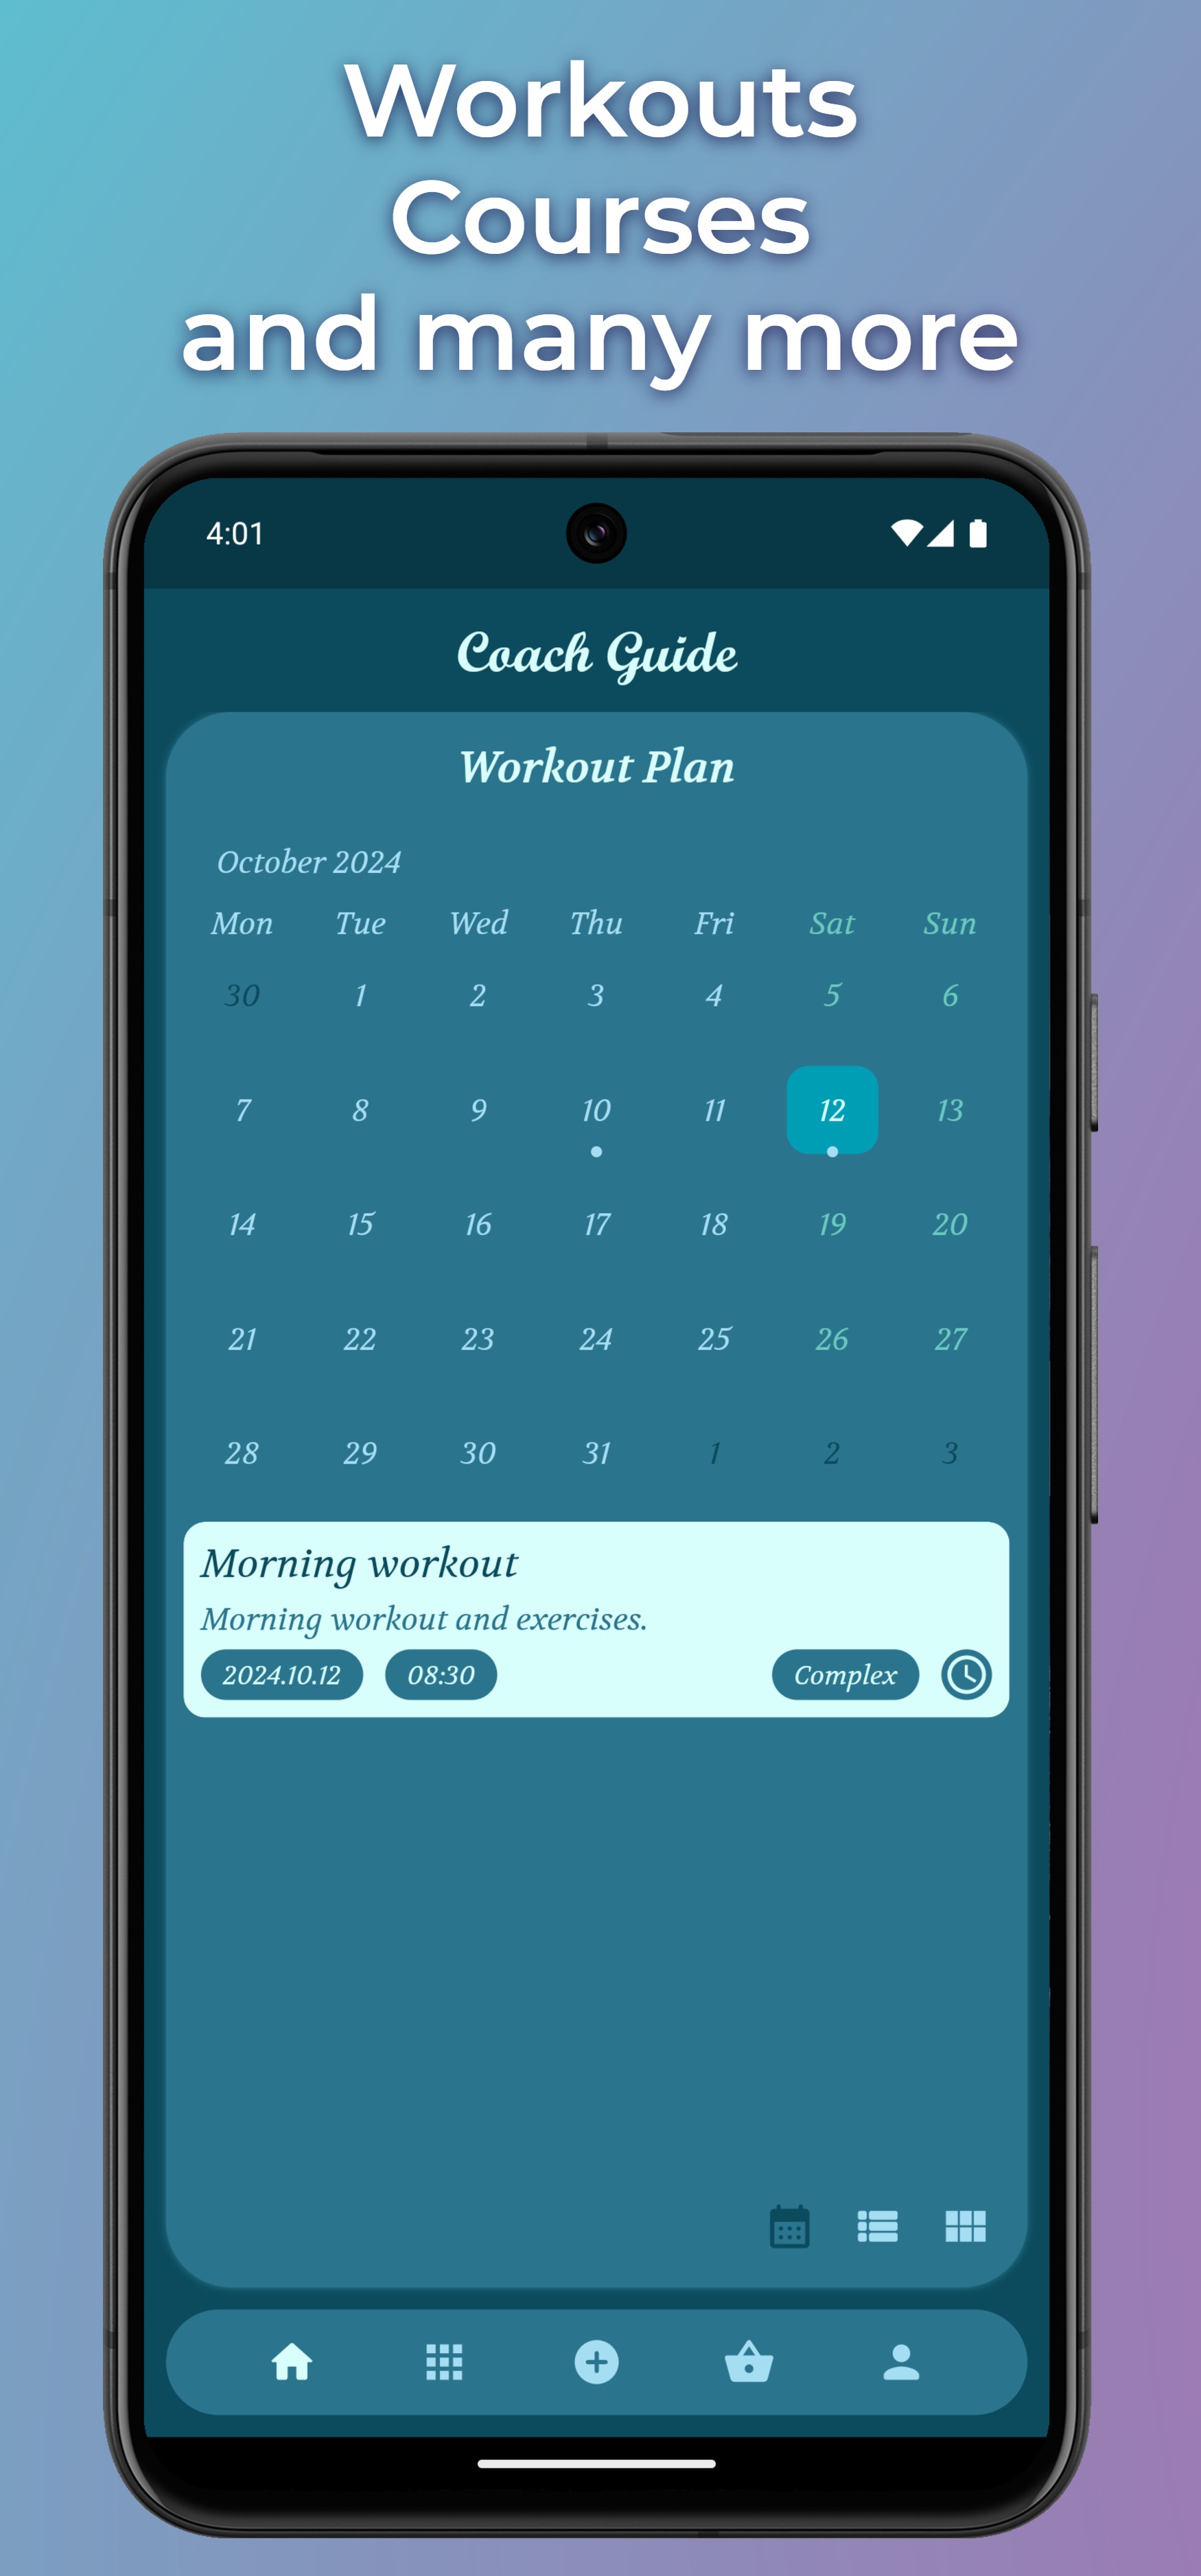 Workouts
Courses
and many more
4:01
Coach Guide
Workout Plan
October 2024
Mon Tue Wed Thu Fri Sat Sun
30 1 2 3 4 5 6
7 8 9 10 11 12 13
14 15 16 17 18 19 20
21 22 23 24 25 26 27
28 29 30 31 1 2 3
Morning workout
Morning workout and exercises.
2024.10.12 08:30 Complex